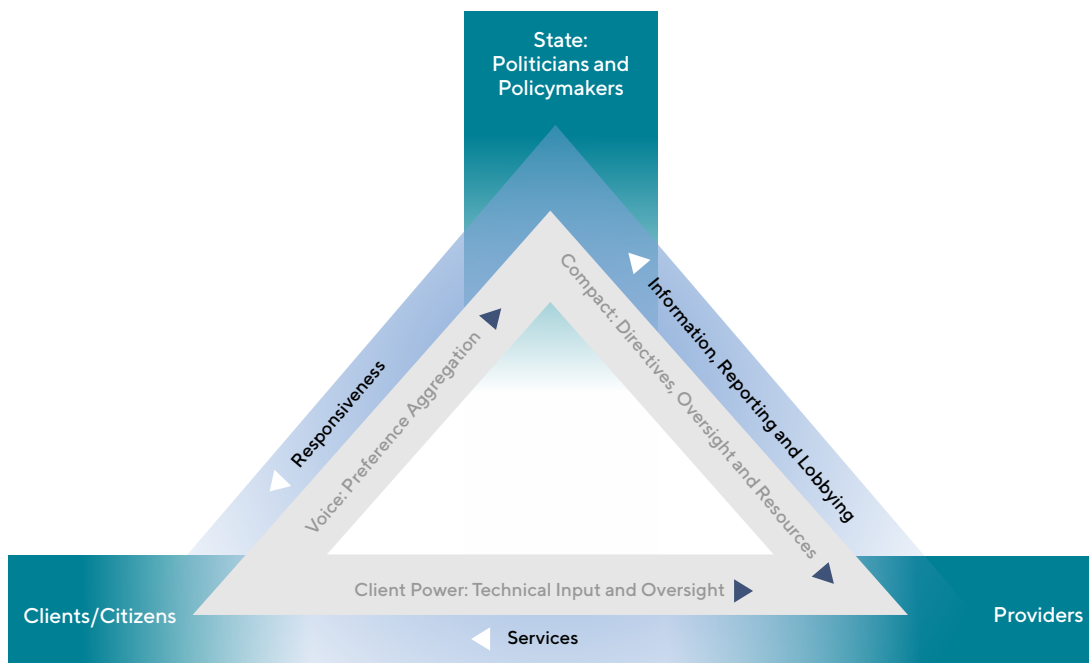 State:
Politicians and
Policymakers
Responsiveness
Voice: Preference Aggregation
Compact: Directives, Oversight and Resources
Information, Reporting and Lobbying
Clients/Citizens
Client Power: Technical Input and Oversight
Providers
Services